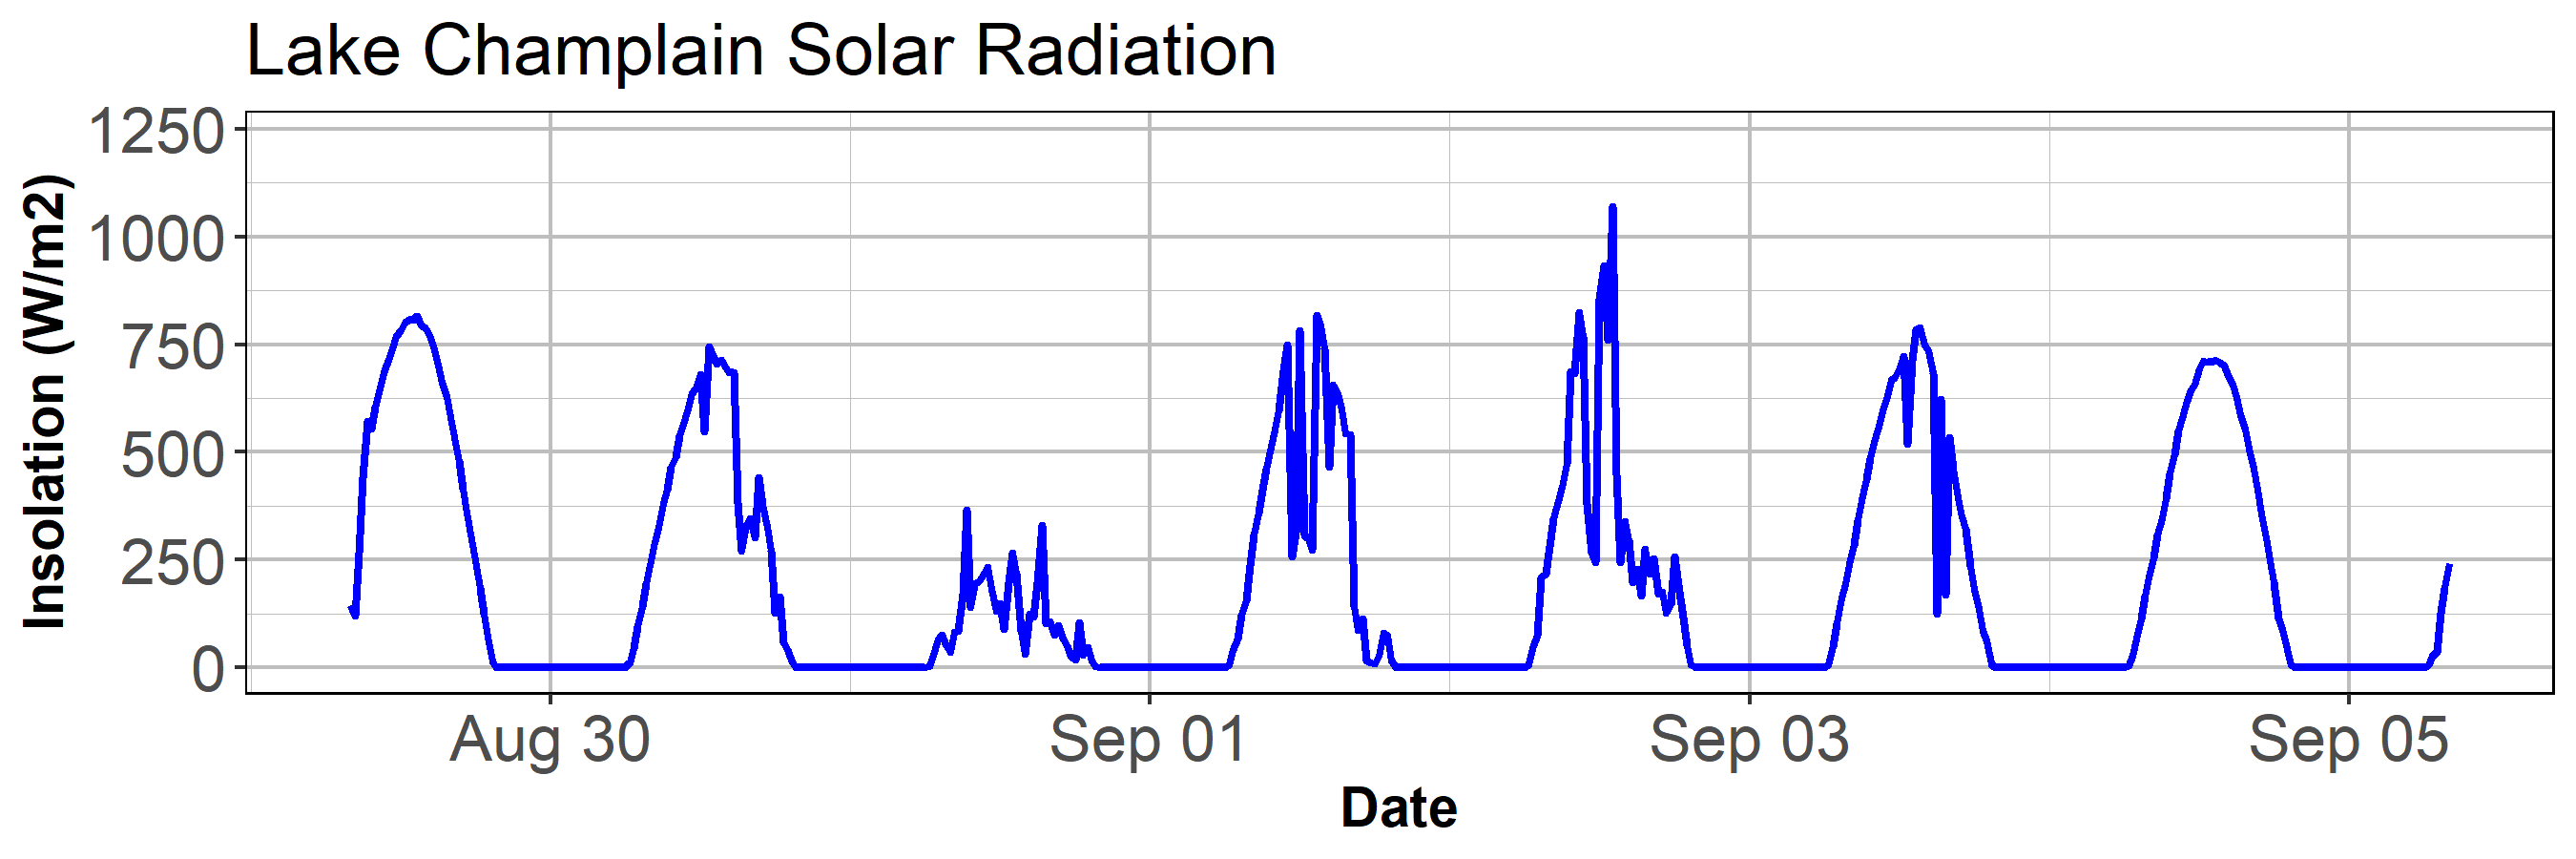 Lake Champlain Solar Radiation
1250
1000
750
500
250
0
Insolation (W/m2)
Aug 30
Sep 01
Sep 03
Sep 05
Date